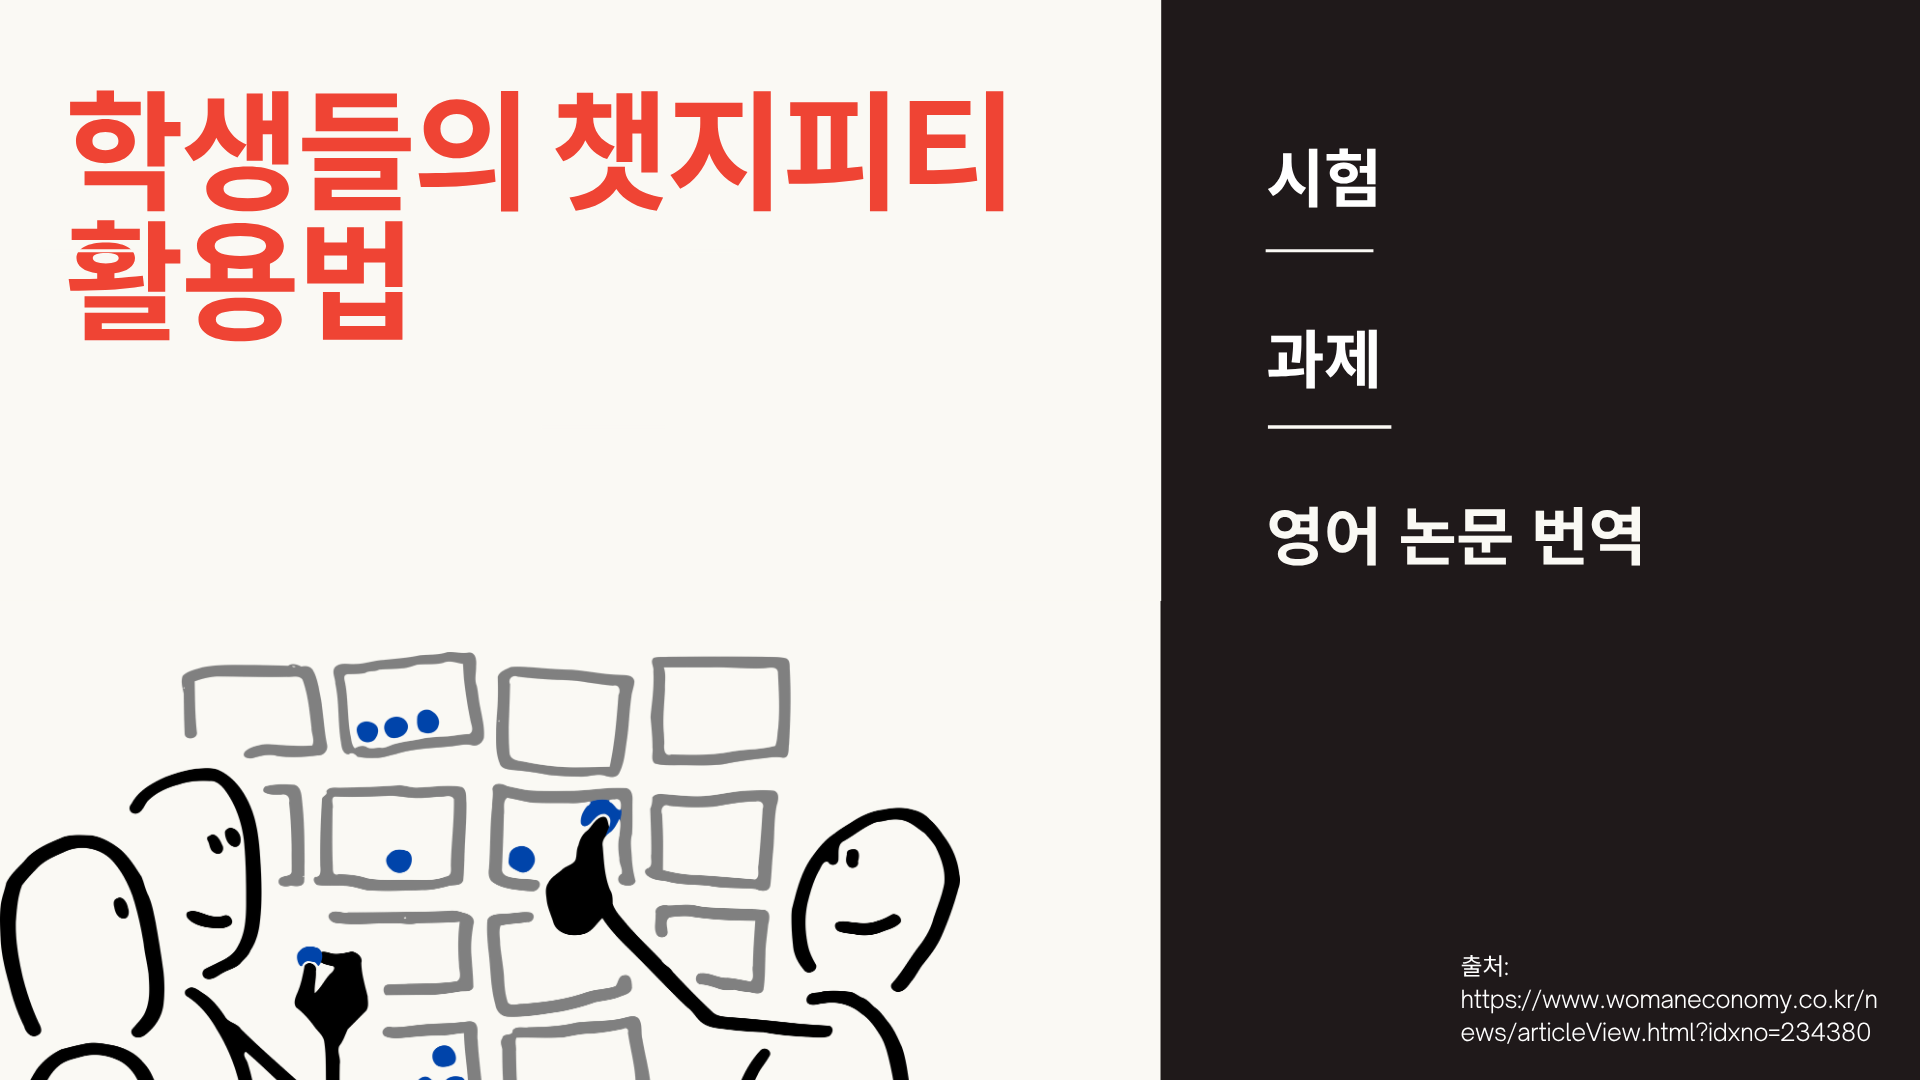 학생들의 챗지피티
활용법
시험
과제
영어 논문 번역
출처:
https://www.womaneconomy.co.kr/n
ews/articleView.html?idxno=234380